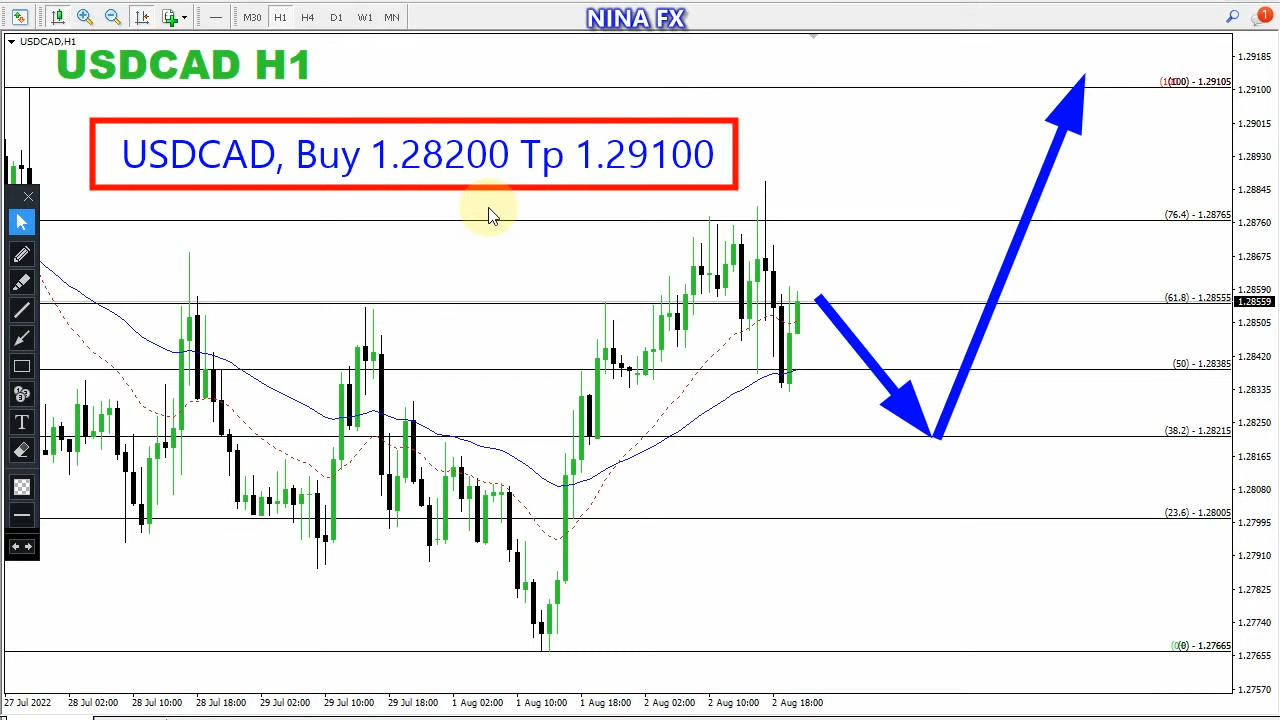 M30 H1 H4 D1 W1 MN
NINA FX
1
USDCAD,H1
USDCAD H1
USDCAD, Buy 1.28200 Tp 1.29100
(100) - 1.29105
(76.4) - 1.28765
(61.8) - 1.28555
(50) - 1.28385
(38.2) - 1.28215
(23.6) - 1.28005
(0) - 1.27665
1.29185
1.29100
1.29015
1.28930
1.28845
1.28760
1.28675
1.28590
1.28559
1.28505
1.28420
1.28335
1.28250
1.28165
1.28080
1.27995
1.27910
1.27825
1.27740
1.27655
1.27570
T
27 Jul 2022 28 Jul 02:00 28 Jul 10:00 28 Jul 18:00 29 Jul 02:00 29 Jul 10:00 29 Jul 18:00 1 Aug 02:00 1 Aug 10:00 1 Aug 18:00 2 Aug 02:00 2 Aug 10:00 2 Aug 18:00